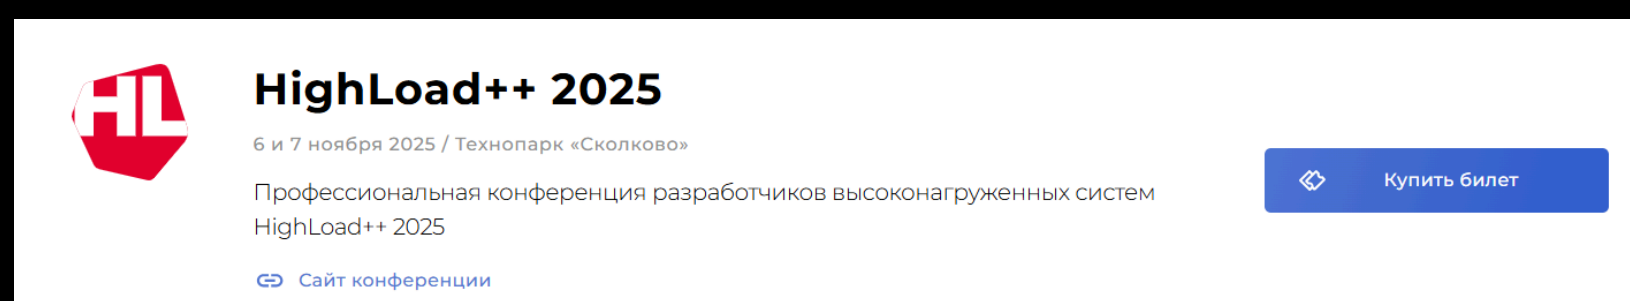 HL
HighLoad++ 2025
6 и 7 ноября 2025 / Технопарк «Сколково»
Профессиональная конференция разработчиков высоконагруженных систем
HighLoad++ 2025
Купить билет
Сайт конференции